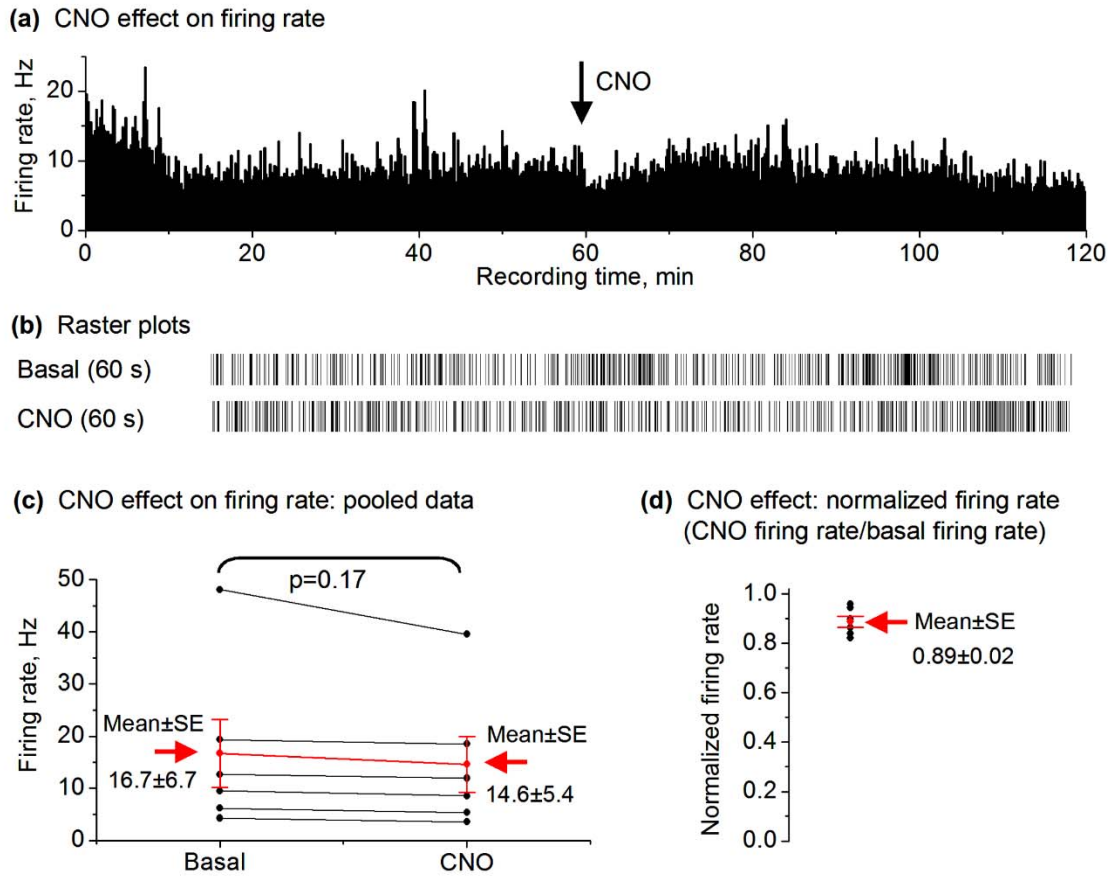 (a) CNO effect on firing rate
Firing rate, Hz
20
10
0
CNO
0 20 40 60 80 100 120
Recording time, min
(b) Raster plots
Basal (60 s)
CNO (60 s)
(c) CNO effect on firing rate: pooled data
Firing rate, Hz
50
40
30
20
10
0
p=0.17
Mean±SE
16.7±6.7
Mean±SE
14.6±5.4
Basal CNO
(d) CNO effect: normalized firing rate
(CNO firing rate/basal firing rate)
Normalized firing rate
1.0
0.8
0.6
0.4
0.2
0.0
Mean±SE
0.89±0.02